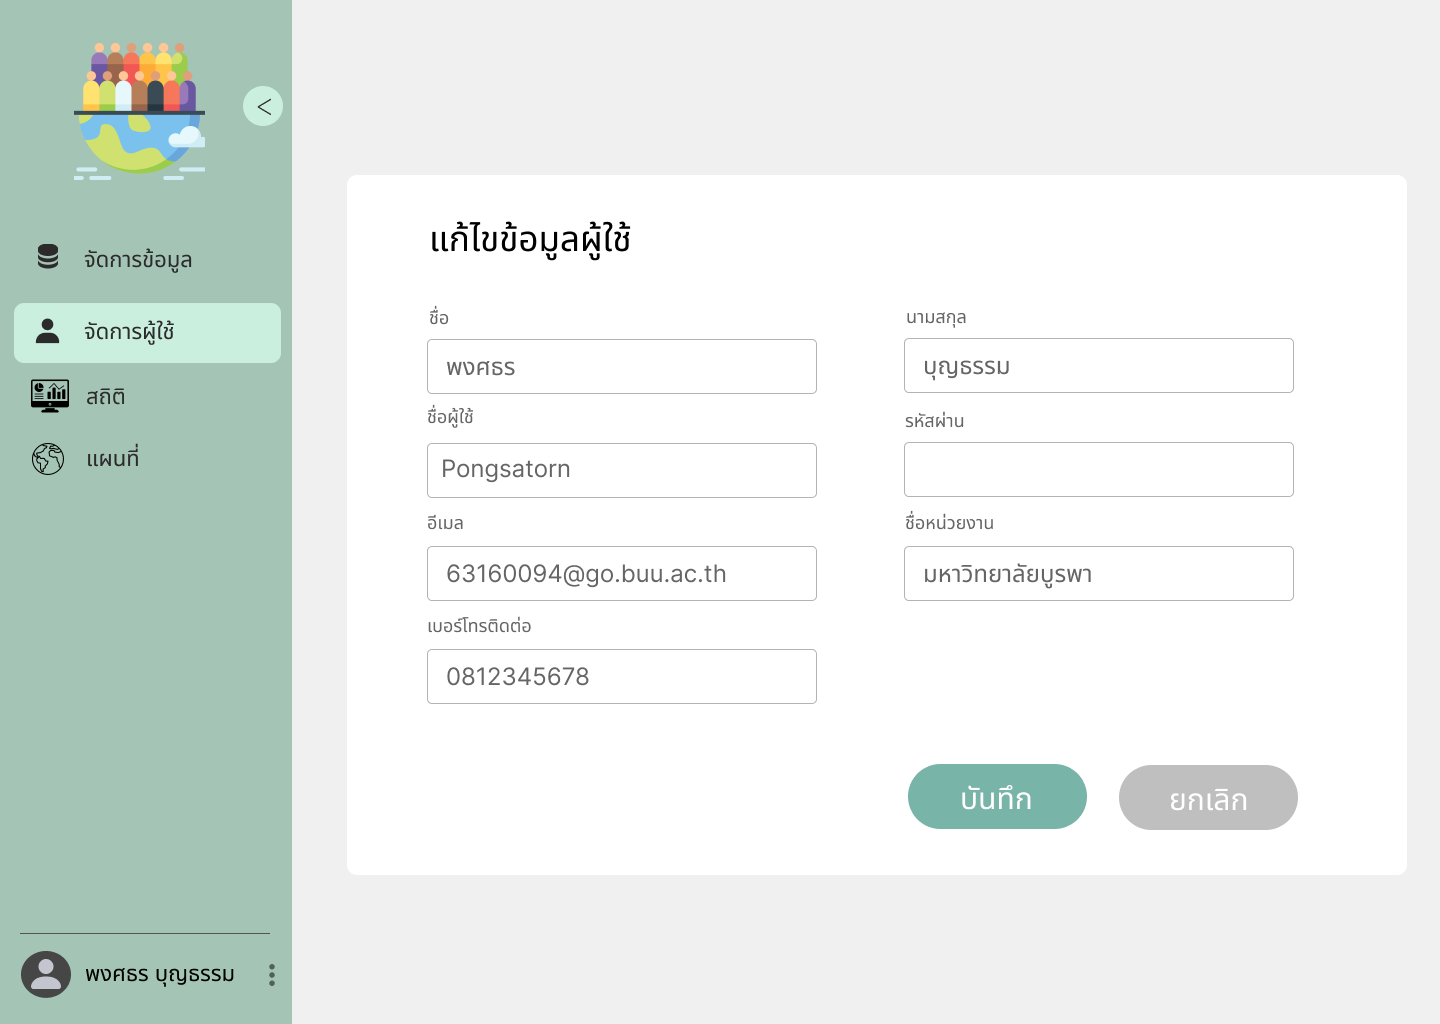 <
จัดการข้อมูล
จัดการผู้ใช้
สถิติ
แผนที่
พงศธร บุญธรรม
แก้ไขข้อมูลผู้ใช้
ชื่อ
พงศธร
นามสกุล
บุญธรรม
ชื่อผู้ใช้
Pongsatorn
รหัสผ่าน
อีเมล
63160094@go.buu.ac.th
ชื่อหน่วยงาน
มหาวิทยาลัยบูรพา
เบอร์โทรติดต่อ
0812345678
บันทึก
ยกเลิก